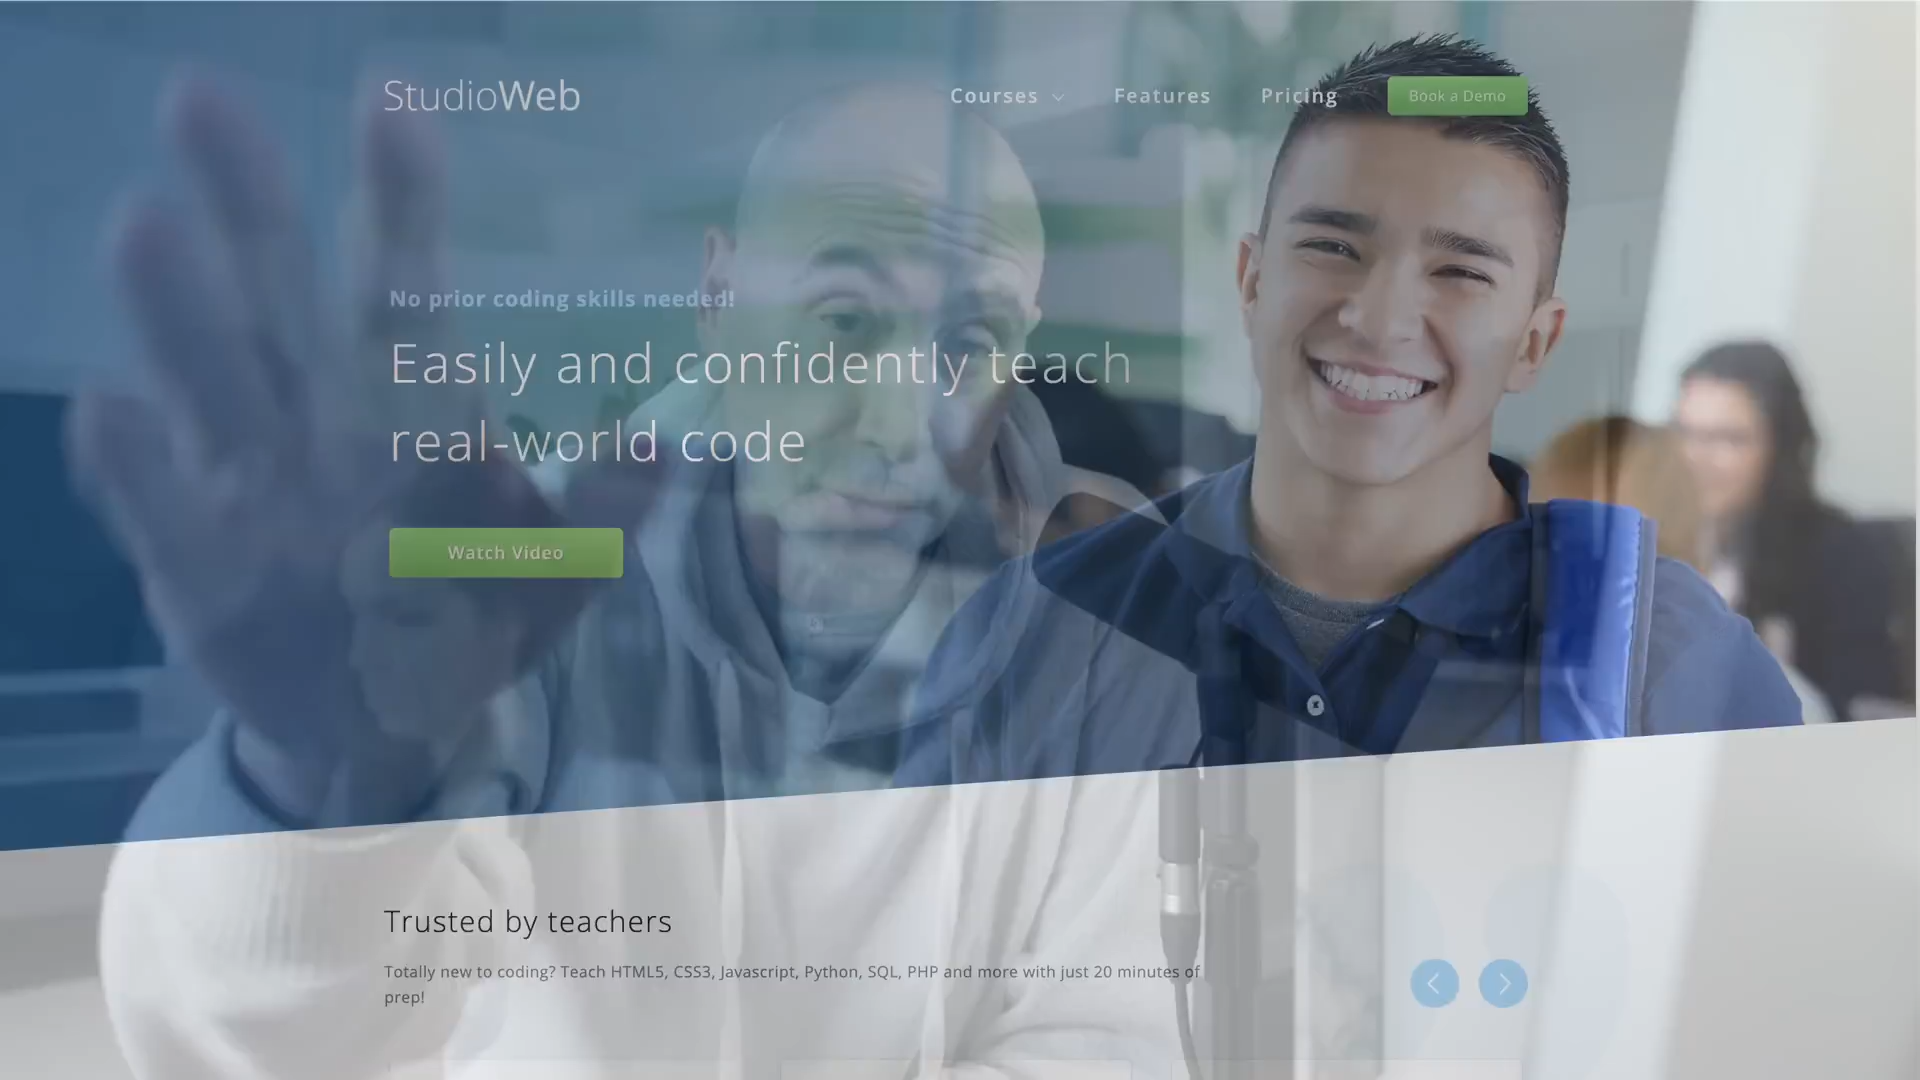 StudioWeb
Courses
Features
Pricing
Book a Demo
No prior coding skills needed!
Easily and confidently teach
real-world code
Watch Video
Trusted by teachers
Totally new to coding? Teach HTML5, CSS3, Javascript, Python, SQL, PHP and more with just 20 minutes of
prep!